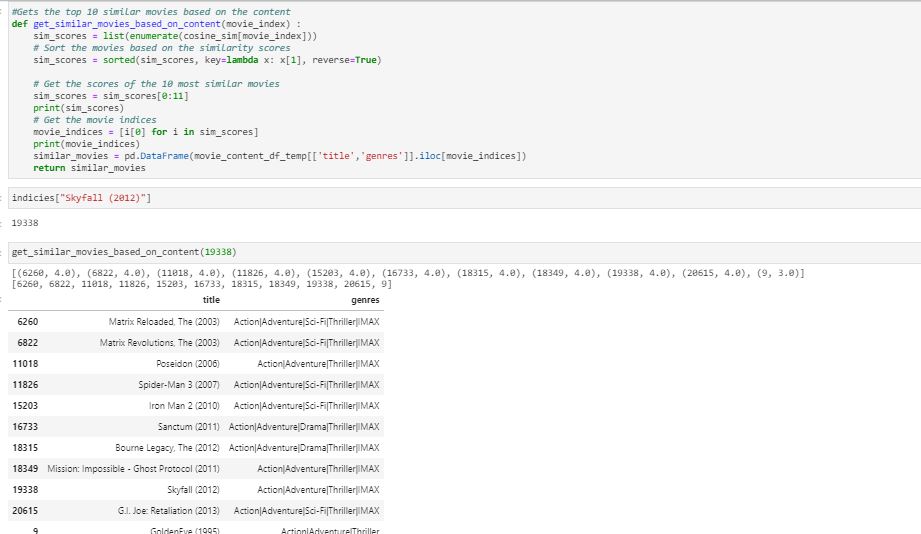 #Gets the top 10 similar movies based on the content
def get_similar_movies_based_on_content(movie_index) :
    sim_scores = list(enumerate(cosine_sim[movie_index]))
    # Sort the movies based on the similarity scores
    sim_scores = sorted(sim_scores, key=lambda x: x[1], reverse=True)

    # Get the scores of the 10 most similar movies
    sim_scores = sim_scores[0:11]
    print(sim_scores)
    # Get the movie indices
    movie_indices = [i[0] for i in sim_scores]
    print(movie_indices)
    similar_movies = pd.DataFrame(movie_content_df_temp[['title','genres']].iloc[movie_indices])
    return similar_movies
indicies["Skyfall (2012)"]
19338
get_similar_movies_based_on_content(19338)
[(6260, 4.0), (6822, 4.0), (11018, 4.0), (11826, 4.0), (15203, 4.0), (16733, 4.0), (18315, 4.0), (18349, 4.0), (19338, 4.0), (20615, 4.0), (9, 3.0)]
[6260, 6822, 11018, 11826, 15203, 16733, 18315, 18349, 19338, 20615, 9]
title genres
6260 Matrix Reloaded, The (2003) Action|Adventure|Sci-Fi|Thriller|IMAX
6822 Matrix Revolutions, The (2003) Action|Adventure|Sci-Fi|Thriller|IMAX
11018 Poseidon (2006) Action|Adventure|Thriller|IMAX
11826 Spider-Man 3 (2007) Action|Adventure|Sci-Fi|Thriller|IMAX
15203 Iron Man 2 (2010) Action|Adventure|Sci-Fi|Thriller|IMAX
16733 Sanctum (2011) Action|Adventure|Drama|Thriller|IMAX
18315 Bourne Legacy, The (2012) Action|Adventure|Drama|Thriller|IMAX
18349 Mission: Impossible - Ghost Protocol (2011) Action|Adventure|Thriller|IMAX
19338 Skyfall (2012) Action|Adventure|Thriller|IMAX
20615 G.I. Joe: Retaliation (2013) Action|Adventure|Sci-Fi|Thriller|IMAX
9 GoldenEye (1995) Action|Adventure|Thriller